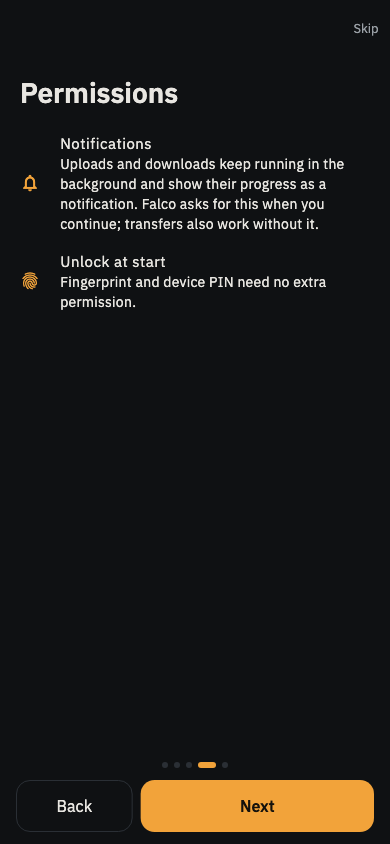 Skip
Permissions
Notifications
Uploads and downloads keep running in the
background and show their progress as a
notification. Falco asks for this when you
continue; transfers also work without it.
Unlock at start
Fingerprint and device PIN need no extra
permission.
Back
Next